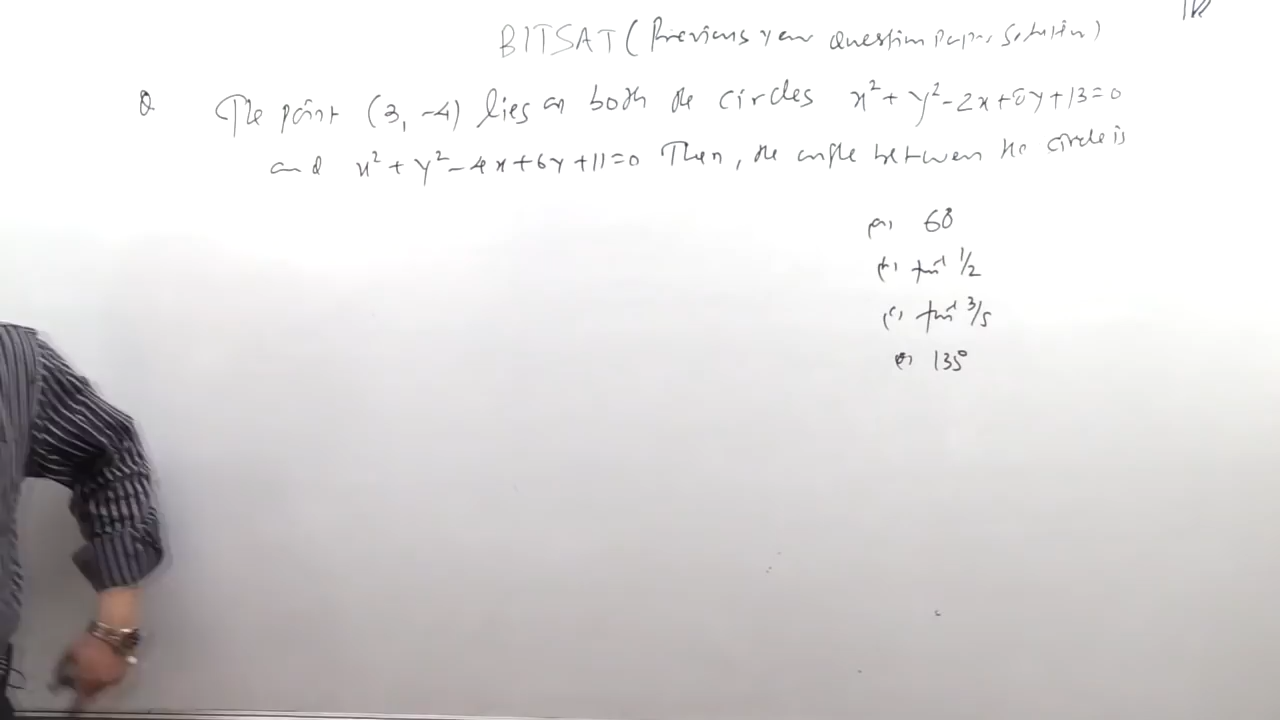 BITSAT (Previous year Question Paper Solution)
Q The point (3, -4) lies on both the circles x² + y² - 2x + 8y + 13 = 0
and x² + y² - 4x + 6y + 11 = 0 Then, the angle between the circle is
(a) 60°
(b) tan⁻¹ 1/2
(c) tan⁻¹ 3/5
135°